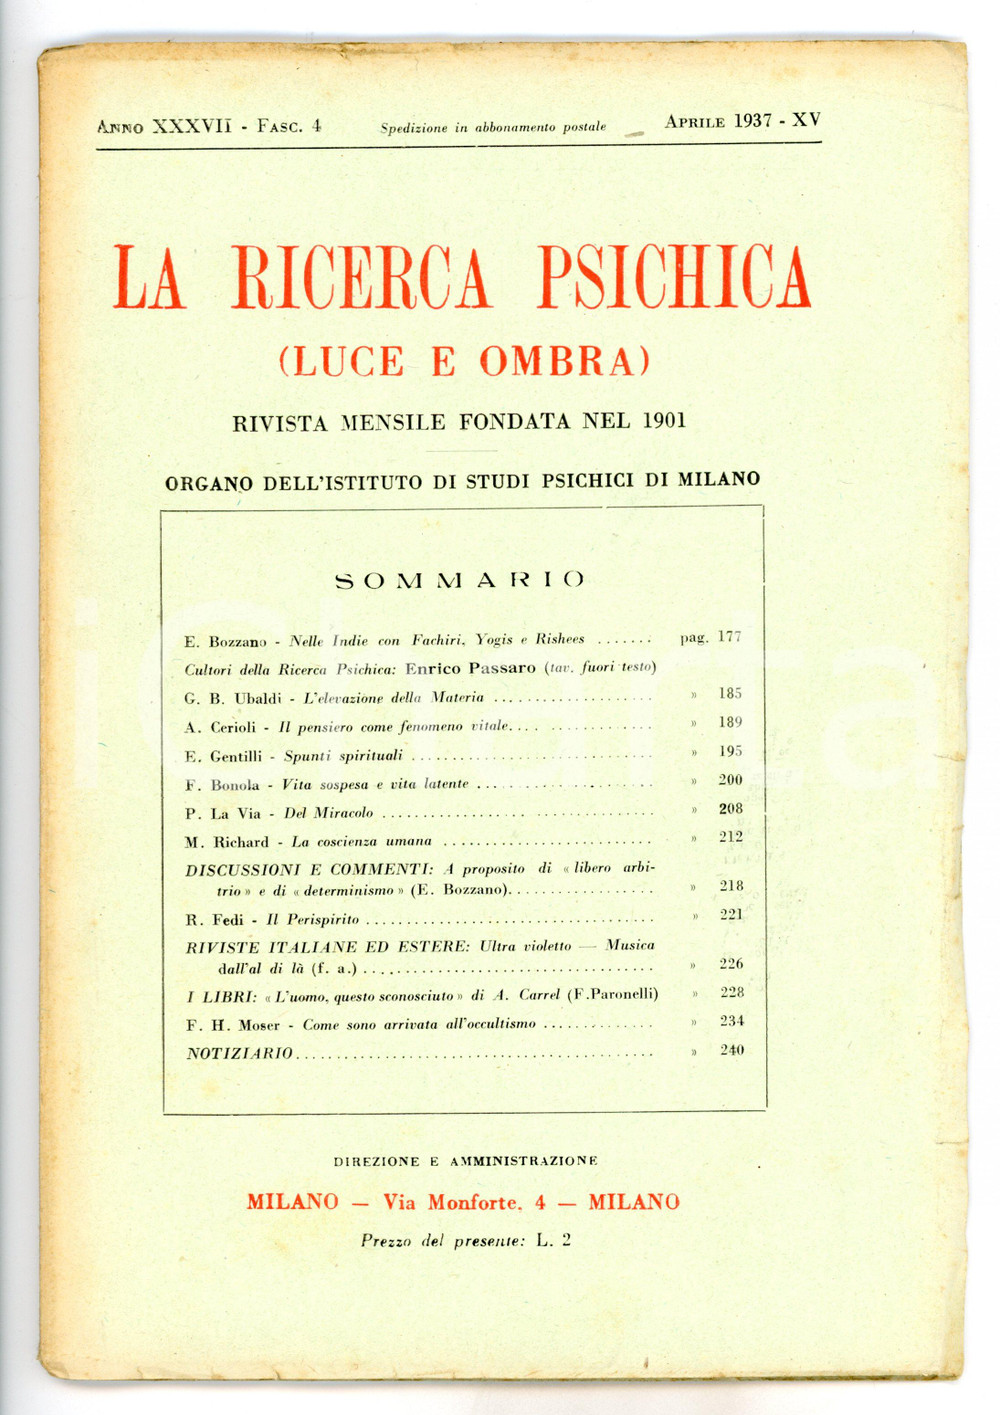 ANNO XXXVII - FASC. 4 Spedizione in abbonamento postale APRILE 1937 - XV
LA RICERCA PSICHICA
(LUCE E OMBRA)
RIVISTA MENSILE FONDATA NEL 1901
ORGANO DELL'ISTITUTO DI STUDI PSICHICI DI MILANO
SOMMARIO
E. Bozzano - Nelle Indie con Fachiri, Yogis e Rishees ....... pag. 177
Cultori della Ricerca Psichica: Enrico Passaro (tav. fuori testo)
G. B. Ubaldi - L'elevazione della Materia .................... » 185
A. Cerioli - Il pensiero come fenomeno vitale.... ............. » 189
E. Gentilli - Spunti spirituali .............................. » 195
F. Bonola - Vita sospesa e vita latente ...................... » 200
P. La Via - Del Miracolo ................................. » 208
M. Richard - La coscienza umana .......................... » 212
DISCUSSIONI E COMMENTI: A proposito di « libero arbi-
trio » e di « determinismo » (E. Bozzano).................. » 218
R. Fedi - Il Perispirito ................................... » 221
RIVISTE ITALIANE ED ESTERE: Ultra violetto — Musica
dall'al di là (f. a.) .................................... » 226
I LIBRI: « L'uomo, questo sconosciuto » di A. Carrel (F.Paronelli) » 228
F. H. Moser - Come sono arrivata all'occultismo .............. » 234
NOTIZIARIO............................................ » 240
DIREZIONE E AMMINISTRAZIONE
MILANO — Via Monforte, 4 — MILANO
Prezzo del presente: L. 2